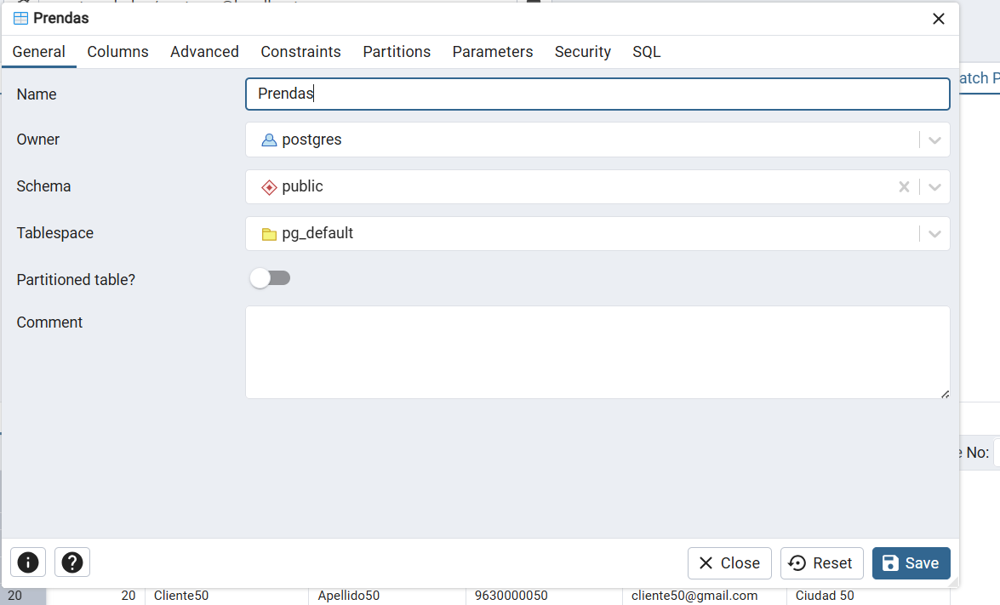 Prendas
General Columns Advanced Constraints Partitions Parameters Security SQL
atch P
Name Prendas
Owner postgres
Schema public
Tablespace pg_default
Partitioned table?
Comment
e No:
Close Reset Save
20 20 Cliente50 Apellido50 9630000050 cliente50@gmail.com Ciudad 50